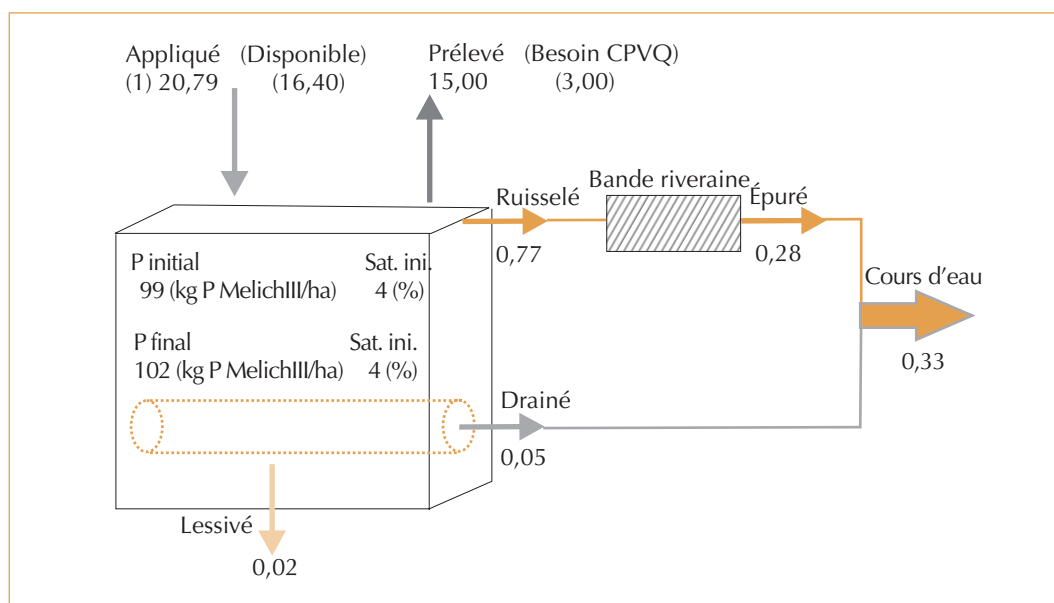 Appliqué (Disponible)
(1) 20,79 (16,40)
Prélevé (Besoin CPVQ)
15,00 (3,00)
Ruisselé
0,77
Bande riveraine
Épuré
0,28
Cours d'eau
0,33
P initial Sat. ini.
99 (kg P MelichIII/ha) 4 (%)
P final Sat. ini.
102 (kg P MelichIII/ha) 4 (%)
Drainé
0,05
Lessivé
0,02